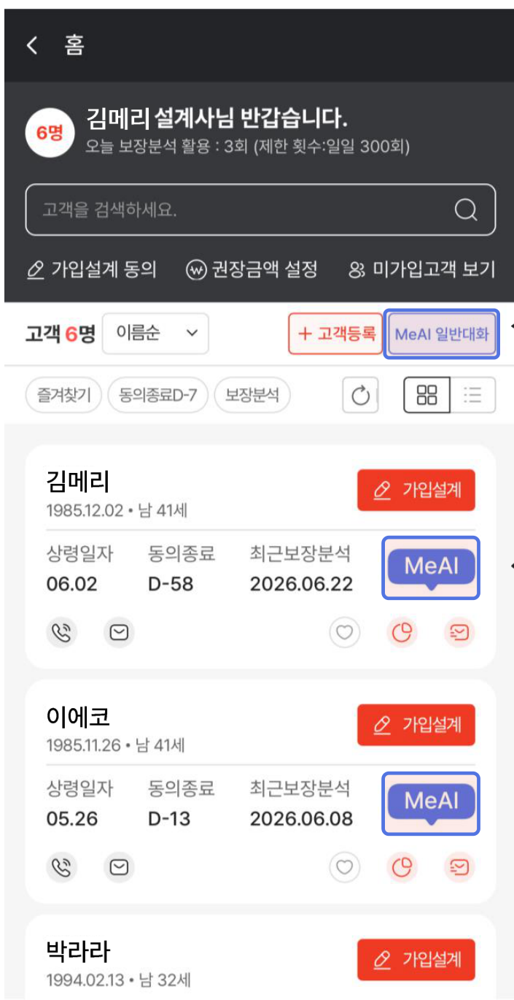 홈
6명
김메리 설계사님 반갑습니다.
오늘 보장분석 활용 : 3회 (제한 횟수:일일 300회)
고객을 검색하세요.
가입설계 동의 권장금액 설정 미가입고객 보기
고객 6명 이름순 + 고객등록 MeAI 일반대화
즐겨찾기 동의종료D-7 보장분석
김메리 가입설계
1985.12.02 • 남 41세
상령일자 동의종료 최근보장분석 MeAI
06.02 D-58 2026.06.22
이에코 가입설계
1985.11.26 • 남 41세
상령일자 동의종료 최근보장분석 MeAI
05.26 D-13 2026.06.08
박라라 가입설계
1994.02.13 • 남 32세